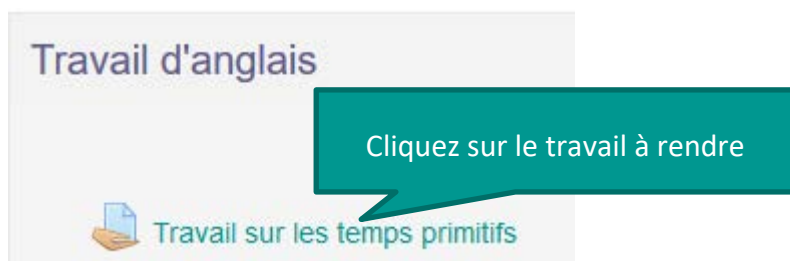 Travail d'anglais
Cliquez sur le travail à rendre
Travail sur les temps primitifs